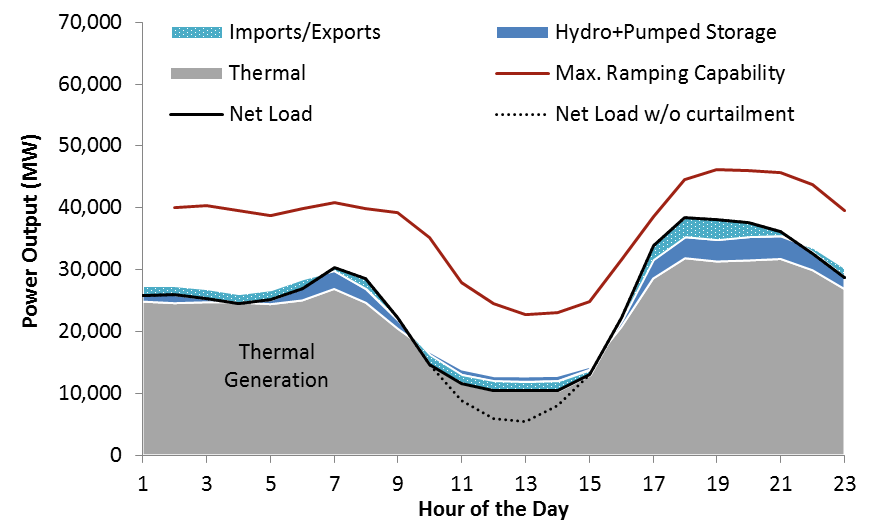 70,000
60,000
50,000
40,000
30,000
20,000
10,000
0
Power Output (MW)
Imports/Exports
Hydro+Pumped Storage
Thermal
Max. Ramping Capability
Net Load
Net Load w/o curtailment
Thermal
Generation
1 3 5 7 9 11 13 15 17 19 21 23
Hour of the Day